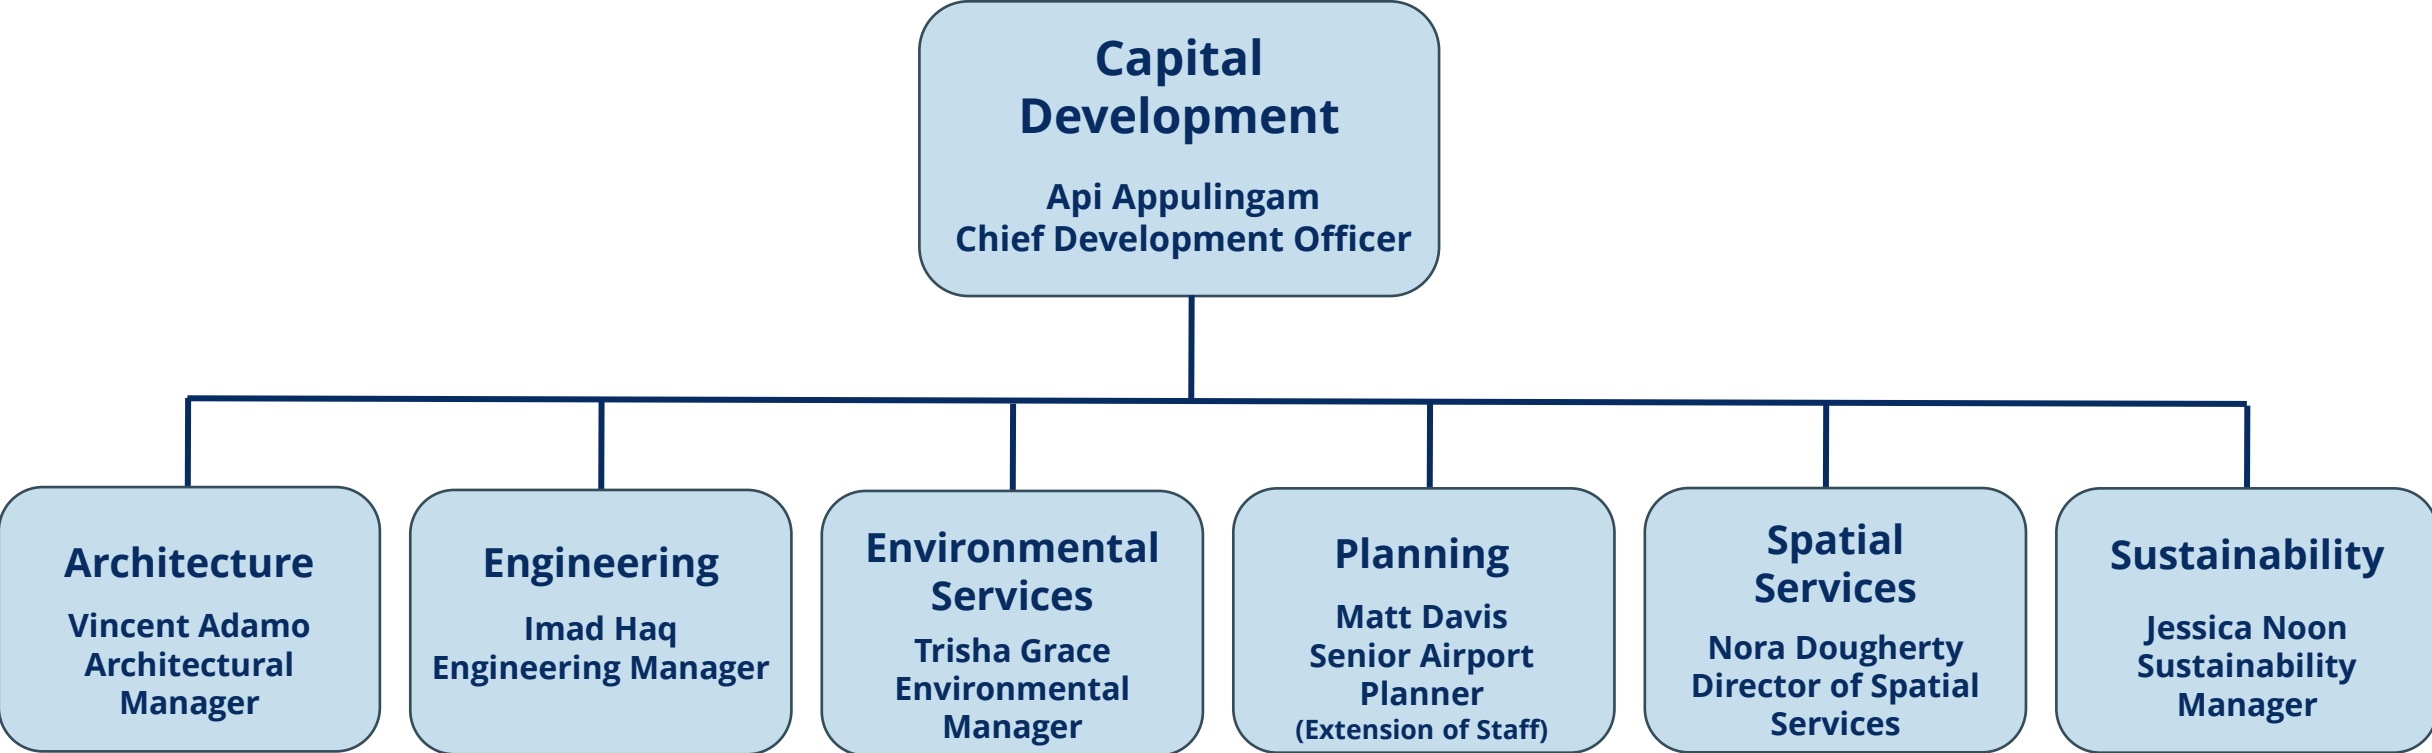 Capital
Development
Api Appulingam
Chief Development Officer
Architecture
Vincent Adamo
Architectural
Manager
Engineering
Imad Haq
Engineering Manager
Environmental
Services
Trisha Grace
Environmental
Manager
Planning
Matt Davis
Senior Airport
Planner
(Extension of Staff)
Spatial
Services
Nora Dougherty
Director of Spatial
Services
Sustainability
Jessica Noon
Sustainability
Manager